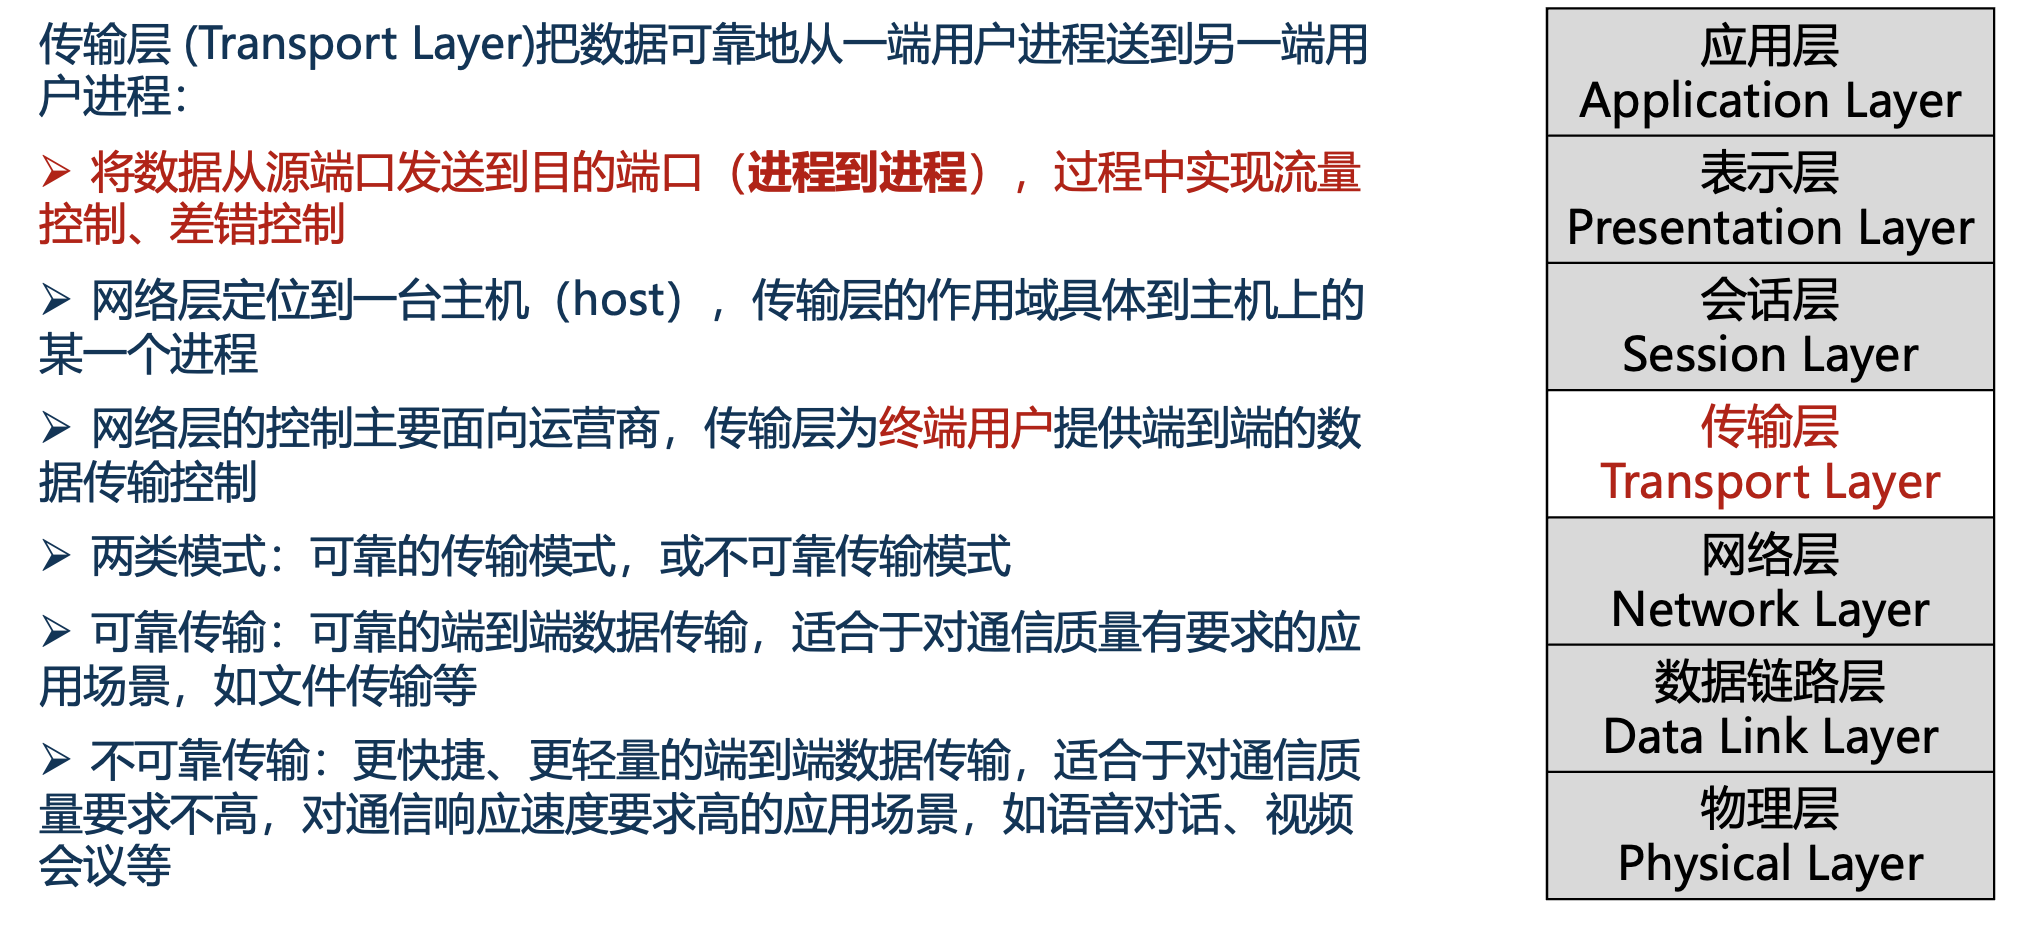 传输层 (Transport Layer)把数据可靠地从一端用户进程送到另一端用
户进程：
➢ 将数据从源端口发送到目的端口（进程到进程），过程中实现流量
控制、差错控制
➢ 网络层定位到一台主机（host），传输层的作用域具体到主机上的
某一个进程
➢ 网络层的控制主要面向运营商，传输层为终端用户提供端到端的数
据传输控制
➢ 两类模式：可靠的传输模式，或不可靠传输模式
➢ 可靠传输：可靠的端到端数据传输，适合于对通信质量有要求的应
用场景，如文件传输等
➢ 不可靠传输：更快捷、更轻量的端到端数据传输，适合于对通信质
量要求不高，对通信响应速度要求高的应用场景，如语音对话、视频
会议等
应用层
Application Layer
表示层
Presentation Layer
会话层
Session Layer
传输层
Transport Layer
网络层
Network Layer
数据链路层
Data Link Layer
物理层
Physical Layer